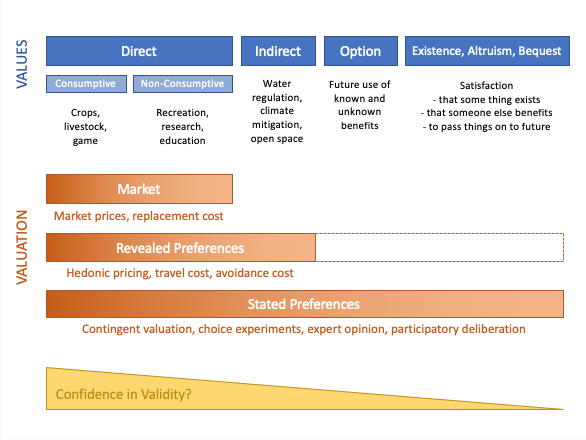 VALUES
Direct
Indirect
Option
Existence, Altruism, Bequest
Consumptive
Non-Consumptive
Crops,
livestock,
game
Recreation,
research,
education
Water
regulation,
climate
mitigation,
open space
Future use of
known and
unknown
benefits
Satisfaction
- that some thing exists
- that someone else benefits
- to pass things on to future
VALUATION
Market
Market prices, replacement cost
Revealed Preferences
Hedonic pricing, travel cost, avoidance cost
Stated Preferences
Contingent valuation, choice experiments, expert opinion, participatory deliberation
Confidence in Validity?